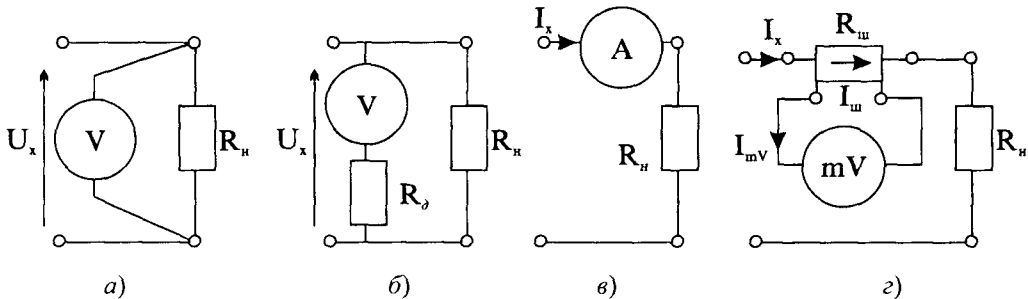 U_x
V
R_н
а)
U_x
V
R_д
R_н
б)
I_x
A
R_н
в)
I_x
R_ш
I_ш
I_mV
mV
R_н
г)